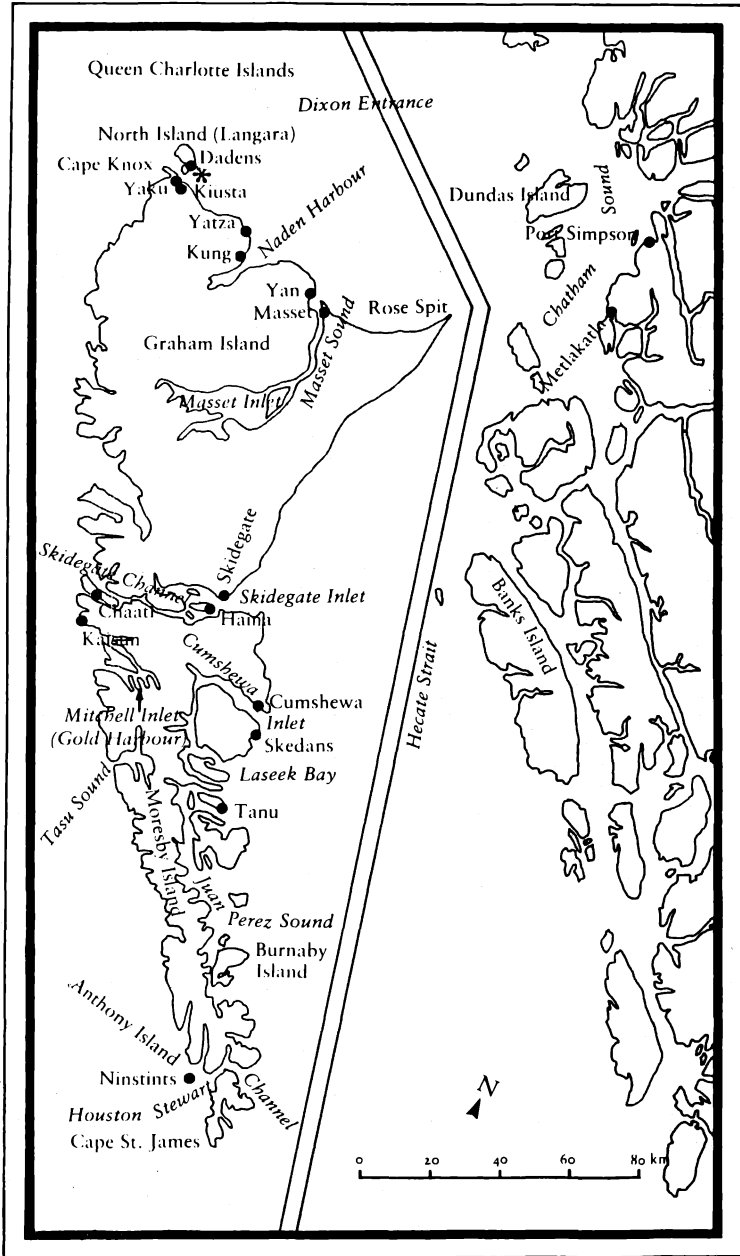 Queen Charlotte Islands
Dixon Entrance
North Island (Langara)
Dadens
Cape Knox
Yaku
Kiusta
Dundas Island
Sound
Port Simpson
Yatza
Naden Harbour
Kung
Yan
Masset
Rose Spit
Chatham
Graham Island
Masset Sound
Metlakatla
Masset Inlet
Skidegate
Skidegate Channel
Skidegate Inlet
Chaatl
Haina
Kaisun
Banks Island
Cumshewa
Cumshewa
Inlet
Mitchell Inlet
(Gold Harbour)
Skedans
Hecate Strait
Laseek Bay
Tasu Sound
Moresby Island
Tanu
Juan
Perez Sound
Burnaby
Island
Anthony Island
Ninstints
Houston Stewart
Channel
Cape St. James
N
0 20 40 60 80 km